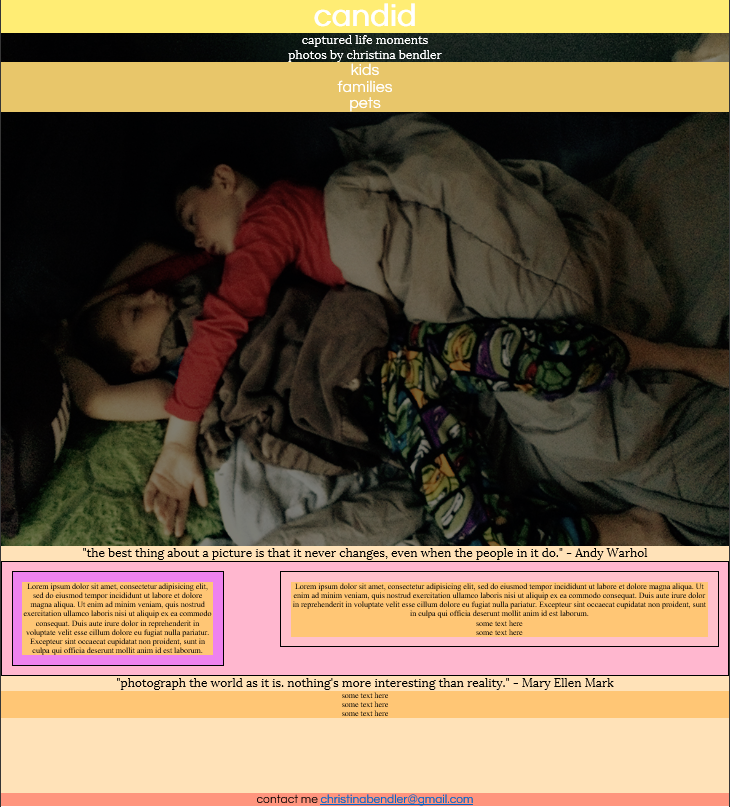 candid
captured life moments
photos by christina bendler
kids
families
pets
"the best thing about a picture is that it never changes, even when the people in it do." - Andy Warhol
Lorem ipsum dolor sit amet, consectetur adipisicing elit,
sed do eiusmod tempor incididunt ut labore et dolore
magna aliqua. Ut enim ad minim veniam, quis nostrud
exercitation ullamco laboris nisi ut aliquip ex ea commodo
consequat. Duis aute irure dolor in reprehenderit in
voluptate velit esse cillum dolore eu fugiat nulla pariatur.
Excepteur sint occaecat cupidatat non proident, sunt in
culpa qui officia deserunt mollit anim id est laborum.
Lorem ipsum dolor sit amet, consectetur adipisicing elit, sed do eiusmod tempor incididunt ut labore et dolore magna aliqua. Ut
enim ad minim veniam, quis nostrud exercitation ullamco laboris nisi ut aliquip ex ea commodo consequat. Duis aute irure dolor
in reprehenderit in voluptate velit esse cillum dolore eu fugiat nulla pariatur. Excepteur sint occaecat cupidatat non proident, sunt
in culpa qui officia deserunt mollit anim id est laborum.
some text here
some text here
"photograph the world as it is. nothing's more interesting than reality." - Mary Ellen Mark
some text here
some text here
some text here
contact me christinabendler@gmail.com